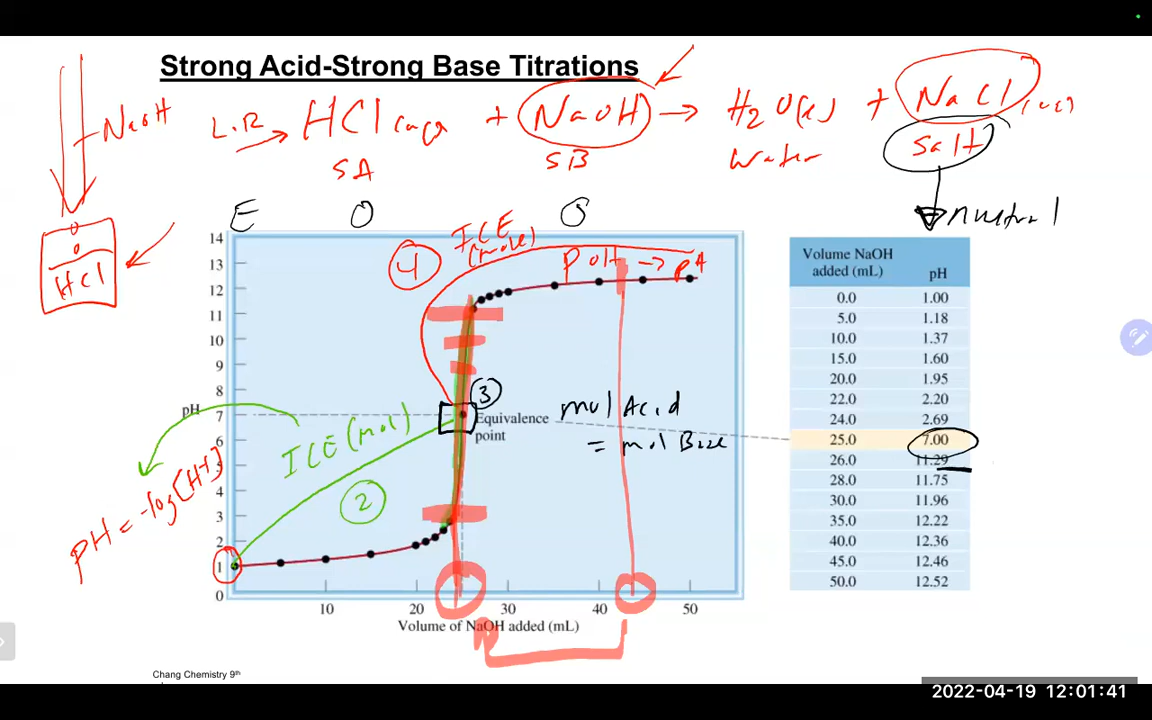 Strong Acid-Strong Base Titrations
NaOH
L.R → HCl (aq) + NaOH → H2O(l) + NaCl
SA
SB
Water
Salt
neutral
E O S
HCl
14
13
12
11
10
9
8
7
6
5
4
3
2
1
0
pH
4
ICE
(mole)
pOH → pH
3
Equivalence
point
mol Acid
= mol Base
ICE (mol)
2
pH = -log[H+]
10 20 30 40 50
Volume of NaOH added (mL)
Volume NaOH
added (mL) pH
0.0 1.00
5.0 1.18
10.0 1.37
15.0 1.60
20.0 1.95
22.0 2.20
24.0 2.69
25.0 7.00
26.0 11.29
28.0 11.75
30.0 11.96
35.0 12.22
40.0 12.36
45.0 12.46
50.0 12.52
Chang Chemistry 9th
2022-04-19 12:01:41